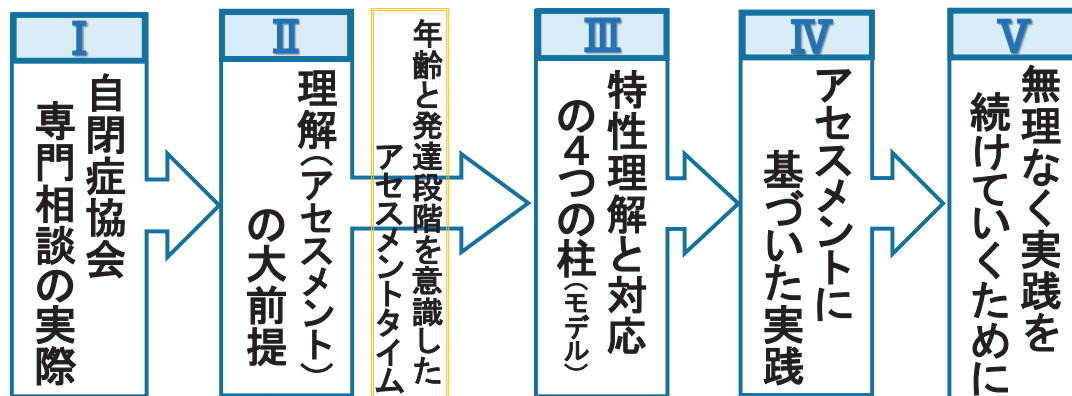 Ⅰ
自閉症協会
専門相談の実際
Ⅱ
理解（アセスメント）
の大前提
年齢と発達段階を意識した
アセスメントタイム
Ⅲ
特性理解と対応
の４つの柱（モデル）
Ⅳ
アセスメントに
基づいた実践
Ⅴ
無理なく実践を
続けていくために